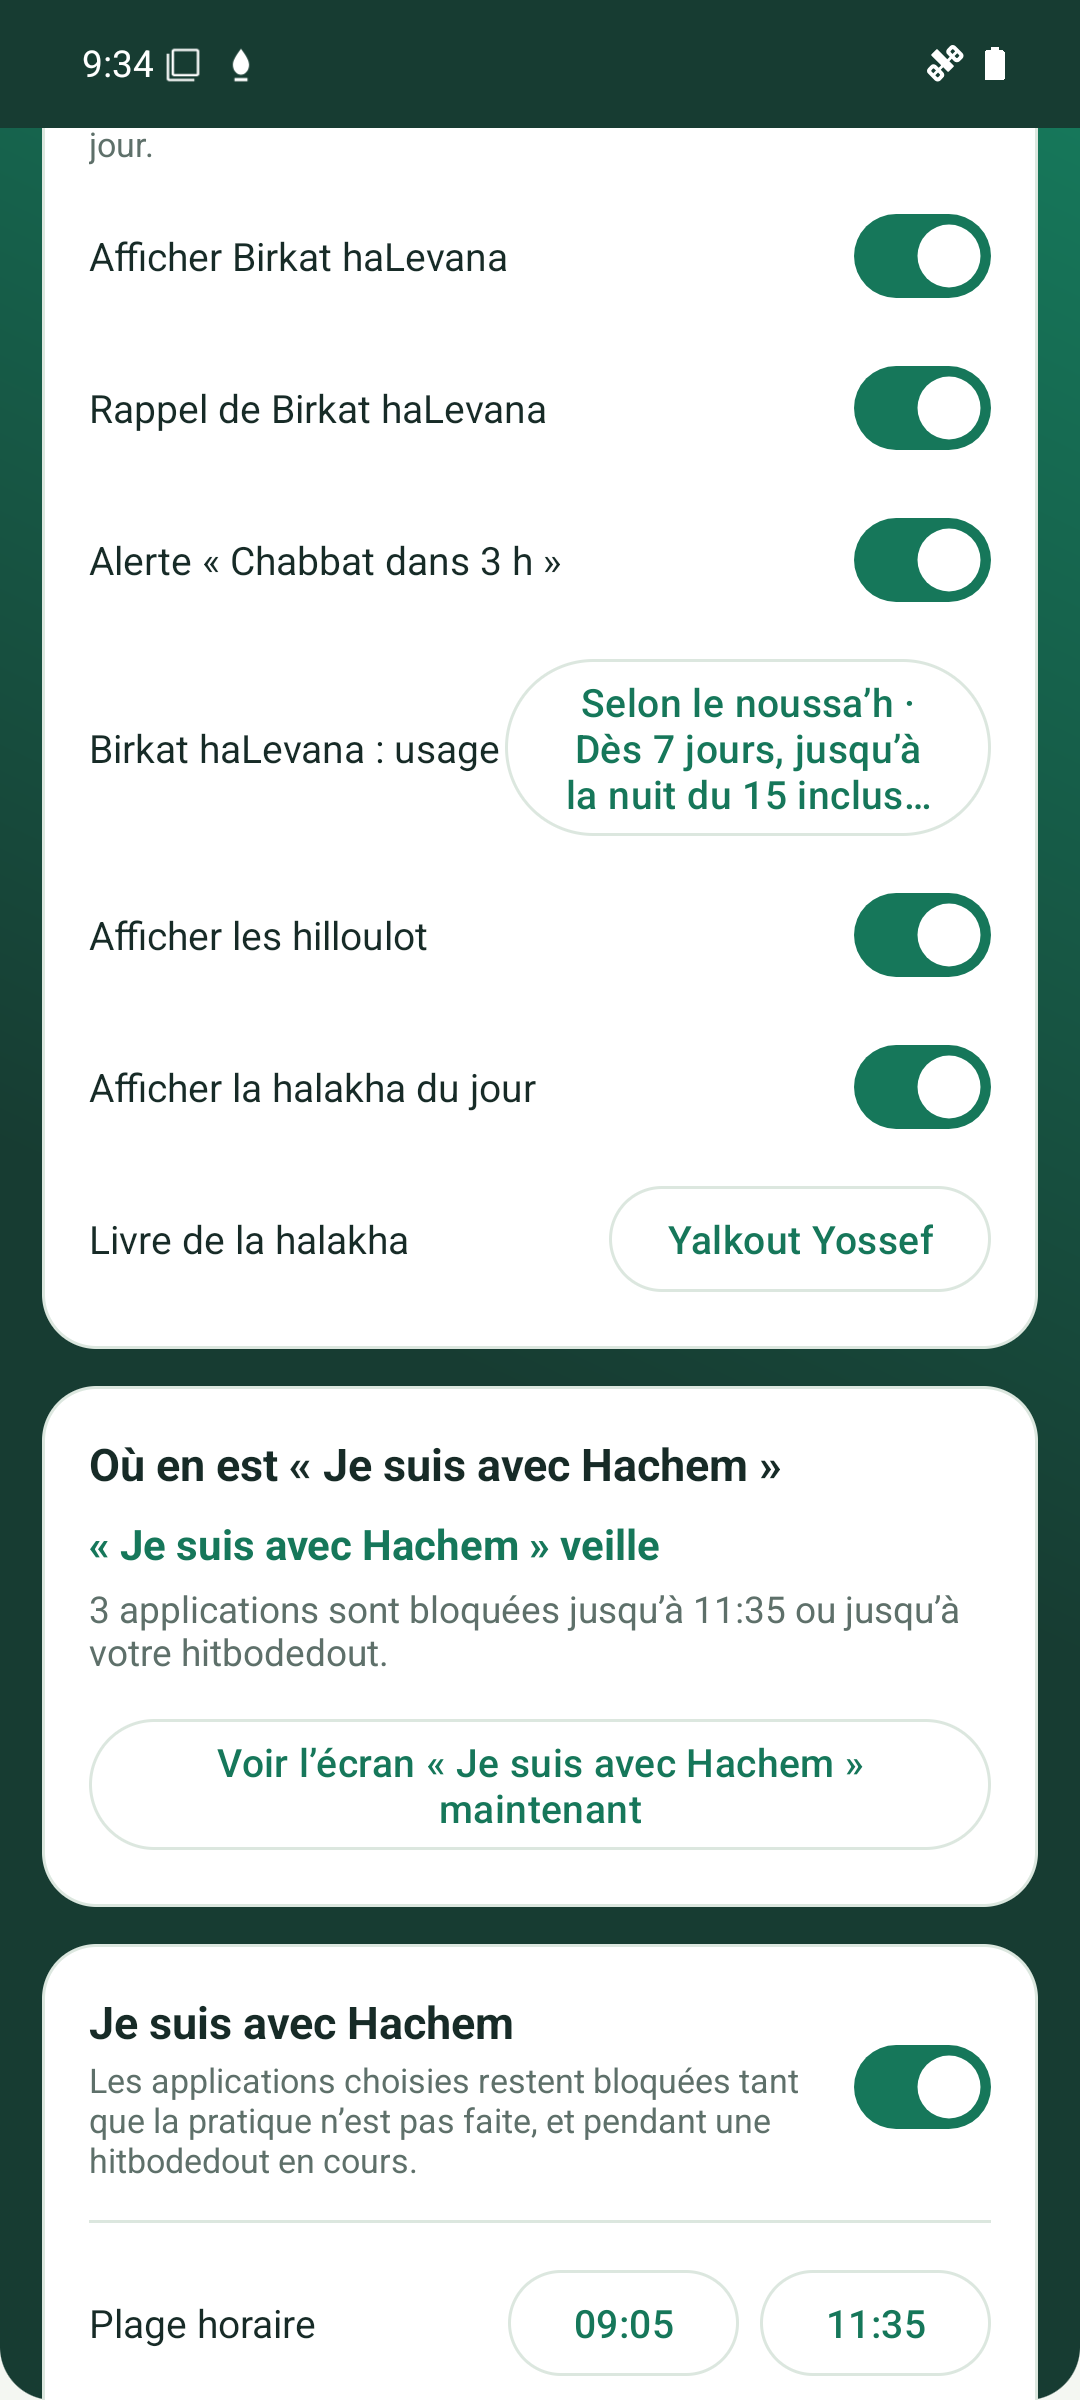 9:34
jour.
Afficher Birkat haLevana
Rappel de Birkat haLevana
Alerte « Chabbat dans 3 h »
Birkat haLevana : usage
Selon le noussa’h ·
Dès 7 jours, jusqu’à
la nuit du 15 inclus…
Afficher les hilloulot
Afficher la halakha du jour
Livre de la halakha
Yalkout Yossef
Où en est « Je suis avec Hachem »
« Je suis avec Hachem » veille
3 applications sont bloquées jusqu’à 11:35 ou jusqu’à
votre hitbodedout.
Voir l’écran « Je suis avec Hachem »
maintenant
Je suis avec Hachem
Les applications choisies restent bloquées tant
que la pratique n’est pas faite, et pendant une
hitbodedout en cours.
Plage horaire
09:05
11:35